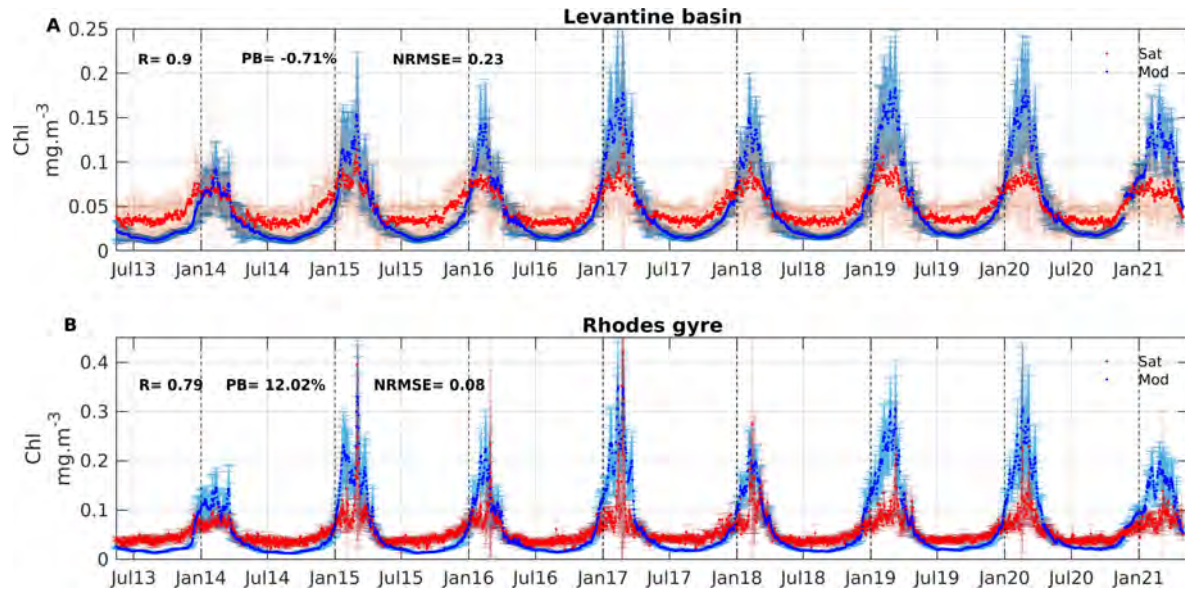 A Levantine basin
0.25
0.2
0.15
0.1
0.05
0
Chl
mg.m-3
R= 0.9 PB= -0.71% NRMSE= 0.23
Sat
Mod
Jul13 Jan14 Jul14 Jan15 Jul15 Jan16 Jul16 Jan17 Jul17 Jan18 Jul18 Jan19 Jul19 Jan20 Jul20 Jan21
B Rhodes gyre
0.4
0.3
0.2
0.1
0
Chl
mg.m-3
R= 0.79 PB= 12.02% NRMSE= 0.08
Sat
Mod
Jul13 Jan14 Jul14 Jan15 Jul15 Jan16 Jul16 Jan17 Jul17 Jan18 Jul18 Jan19 Jul19 Jan20 Jul20 Jan21